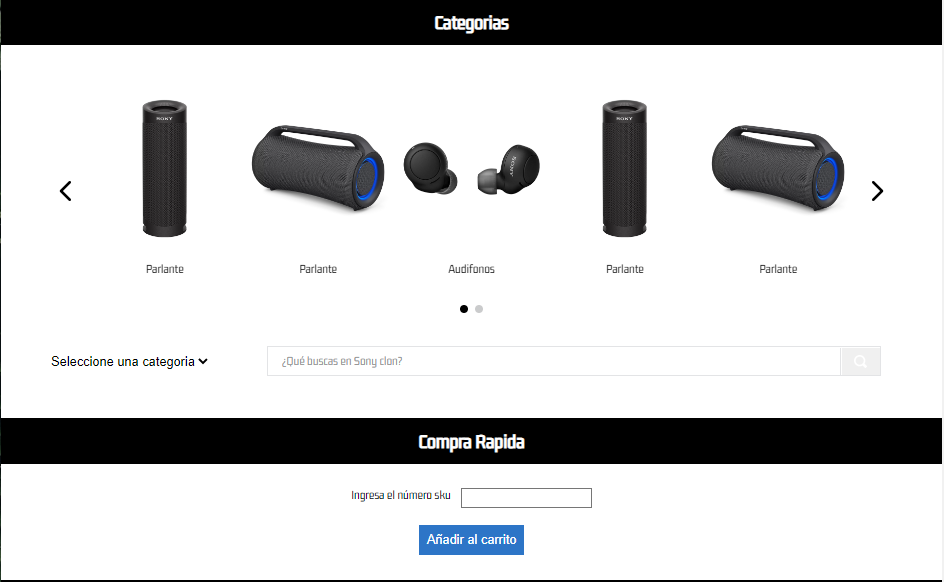 Categorias
SONY
SONY
SONY
Parlante
Parlante
Audifonos
Parlante
Parlante
Seleccione una categoria
¿Qué buscas en Sony clon?
Compra Rapida
Ingresa el número sku
Añadir al carrito